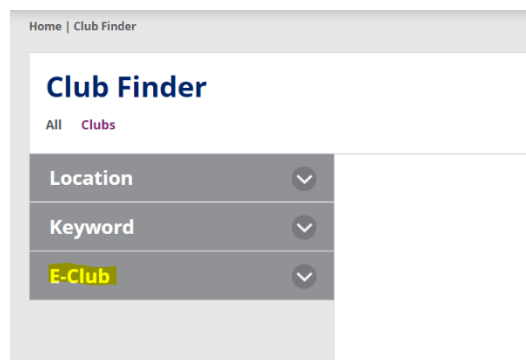 Home | Club Finder
Club Finder
All Clubs
Location
Keyword
E-Club